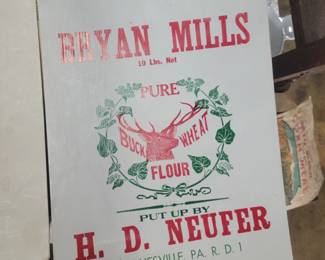 BRYAN MILLS
10 Lbs. Net
PURE
BUCK WHEAT
FLOUR
PUT UP BY
H. D. NEUFER
PA. R. D. 1